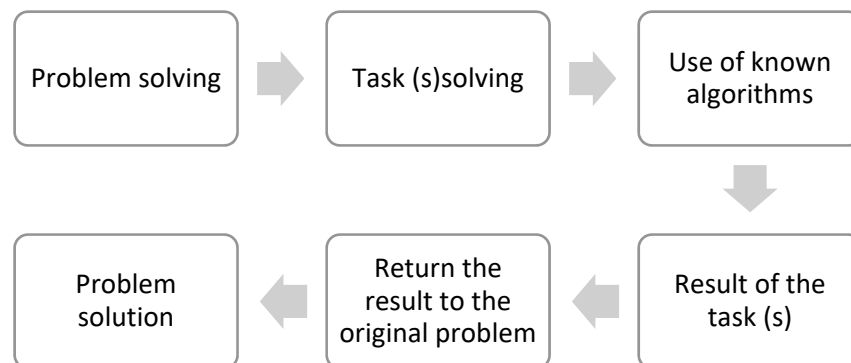 Problem solving
Task (s)solving
Use of known
algorithms
Result of the
task (s)
Return the
result to the
original problem
Problem
solution